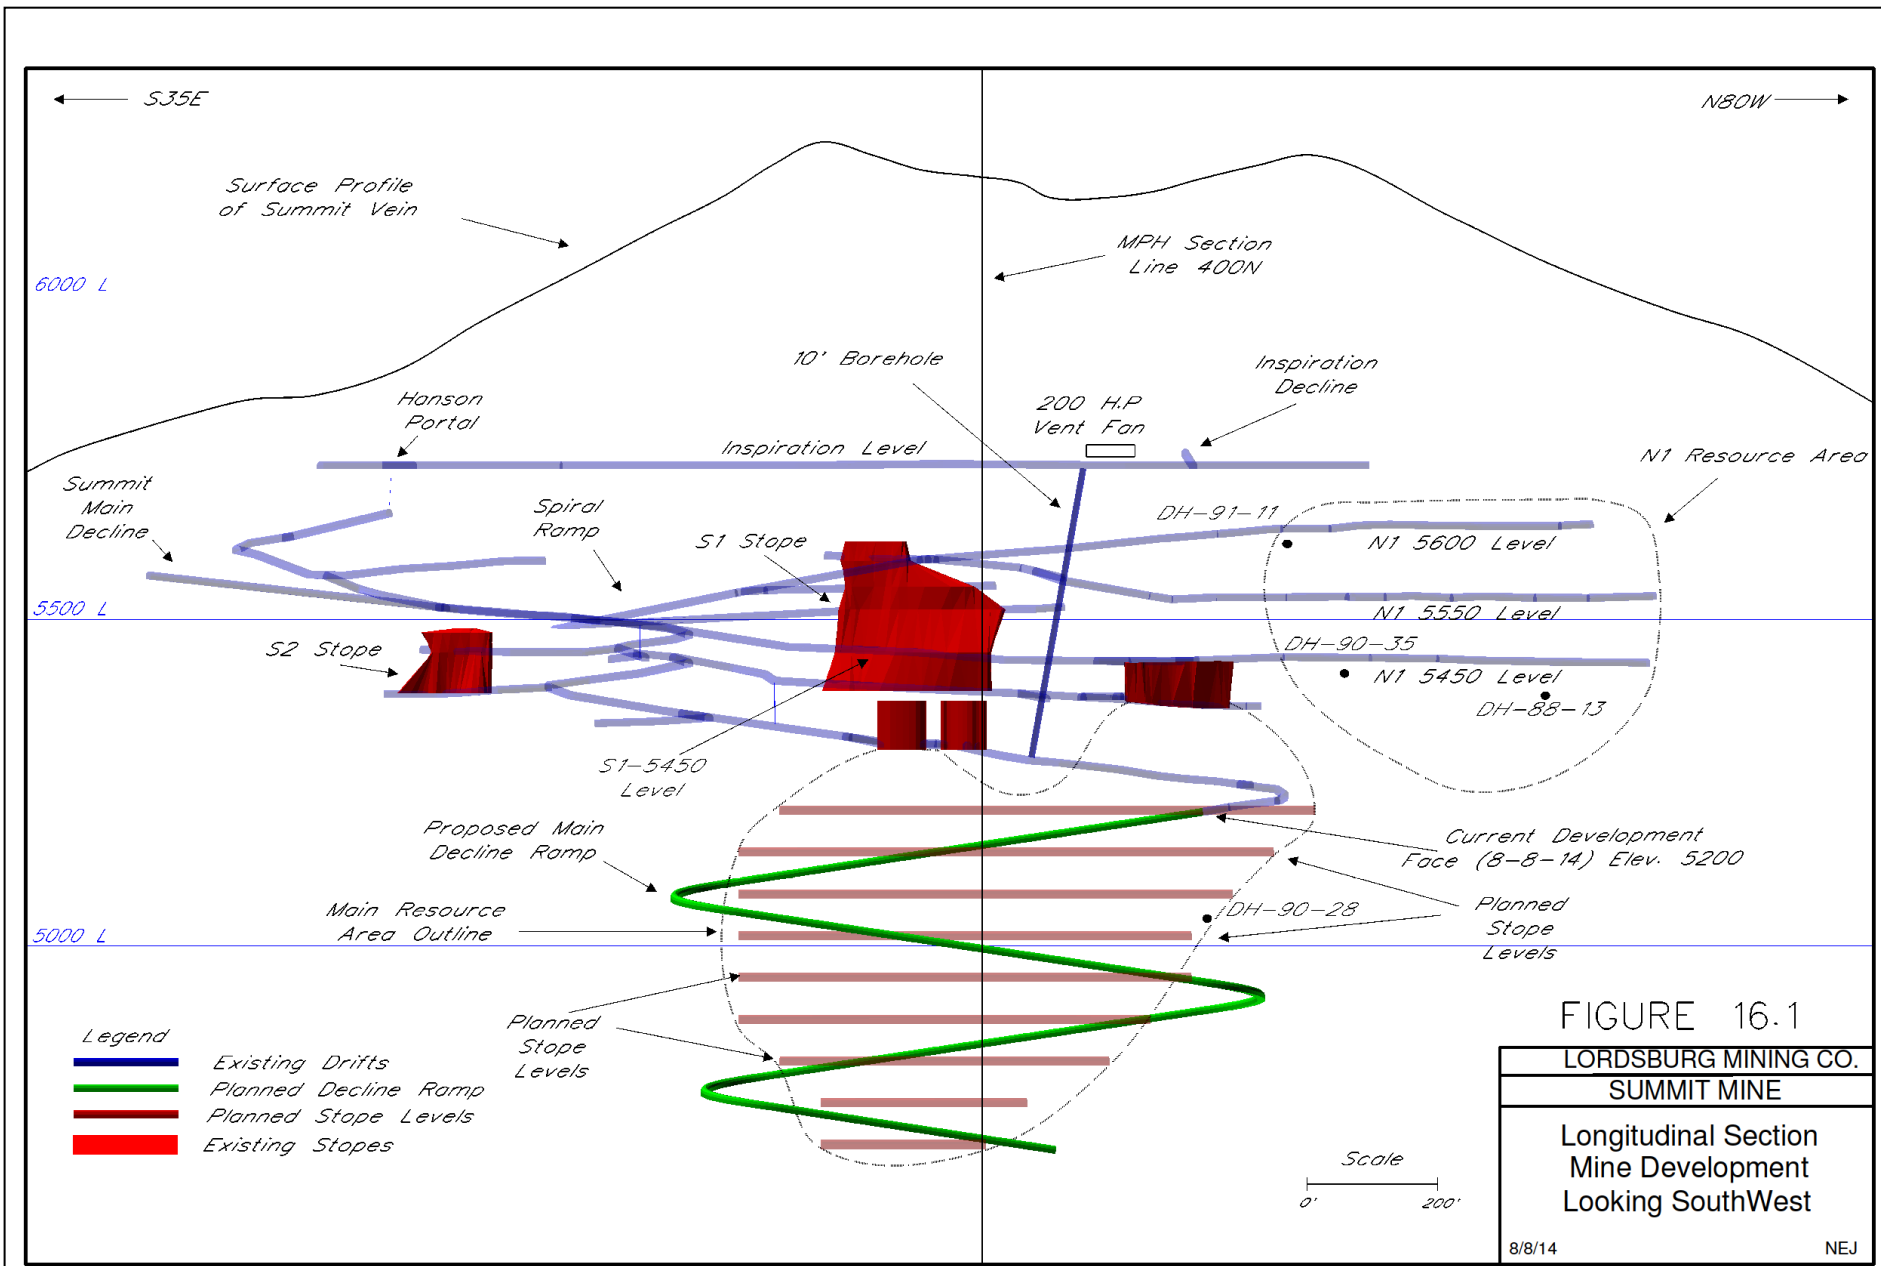 S35E
N80W
Surface Profile
of Summit Vein
MPH Section
Line 400N
6000 L
10' Borehole
Inspiration
Decline
Hanson
Portal
200 H.P
Vent Fan
Inspiration Level
N1 Resource Area
Summit
Main
Decline
Spiral
Ramp
S1 Stope
DH-91-11
N1 5600 Level
5500 L
N1 5550 Level
S2 Stope
DH-90-35
N1 5450 Level
DH-88-13
S1-5450
Level
Proposed Main
Decline Ramp
Current Development
Face (8-8-14) Elev. 5200
Main Resource
Area Outline
DH-90-28
Planned
Stope
Levels
5000 L
Planned
Stope
Levels
Legend
Existing Drifts
Planned Decline Ramp
Planned Stope Levels
Existing Stopes
Scale
0'
200'
FIGURE 16.1
LORDSBURG MINING CO.
SUMMIT MINE
Longitudinal Section
Mine Development
Looking SouthWest
8/8/14
NEJ